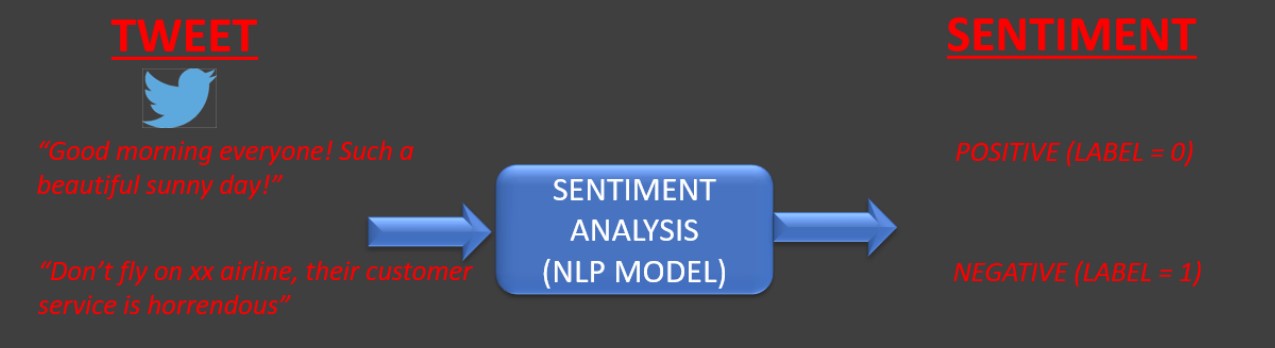 TWEET
SENTIMENT
"Good morning everyone! Such a
beautiful sunny day!"
POSITIVE (LABEL = 0)
SENTIMENT
ANALYSIS
(NLP MODEL)
"Don't fly on xx airline, their customer
service is horrendous"
NEGATIVE (LABEL = 1)